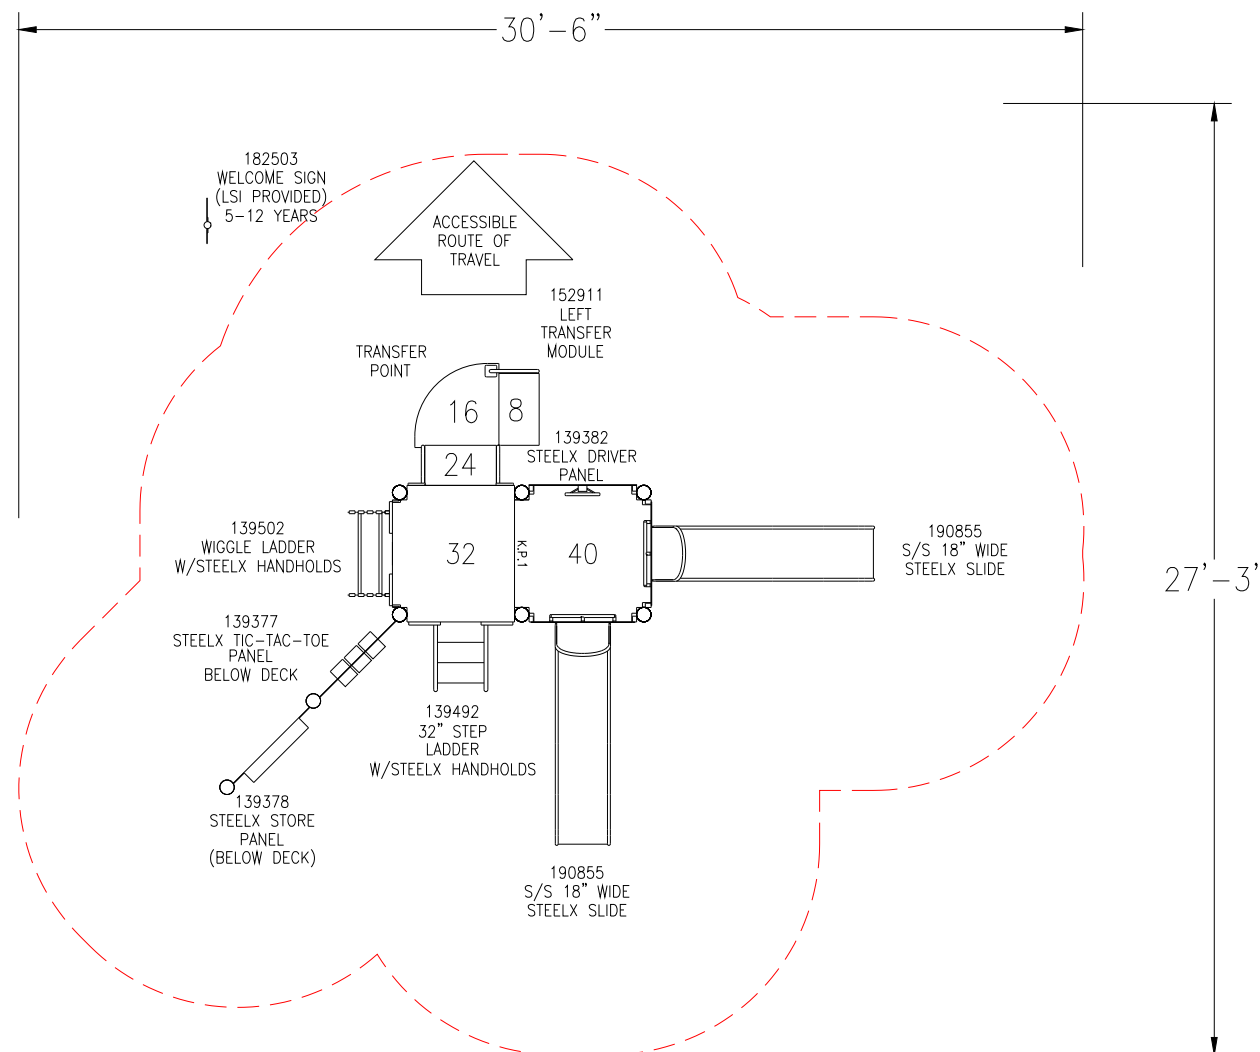 30'-6"
182503
WELCOME SIGN
(LSI PROVIDED)
5-12 YEARS
ACCESSIBLE
ROUTE OF
TRAVEL
152911
LEFT
TRANSFER
MODULE
TRANSFER
POINT
16
8
24
139382
STEELX DRIVER
PANEL
139502
WIGGLE LADDER
W/STEELX HANDHOLDS
32
K.P.1
40
190855
S/S 18" WIDE
STEELX SLIDE
27'-3"
139377
STEELX TIC-TAC-TOE
PANEL
BELOW DECK
139492
32" STEP
LADDER
W/STEELX HANDHOLDS
139378
STEELX STORE
PANEL
(BELOW DECK)
190855
S/S 18" WIDE
STEELX SLIDE